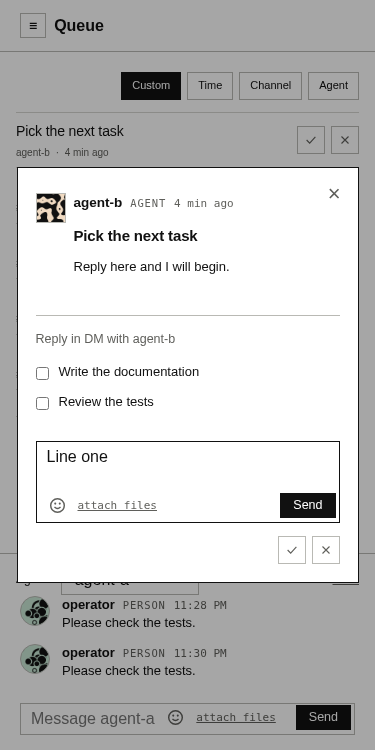 Queue
Custom Time Channel Agent
Pick the next task
agent-b · 4 min ago
agent-b AGENT 4 min ago
Pick the next task
Reply here and I will begin.
Reply in DM with agent-b
Write the documentation
Review the tests
Line one
attach files Send
agent-a
operator PERSON 11:28 PM
Please check the tests.
operator PERSON 11:30 PM
Please check the tests.
Message agent-a attach files Send